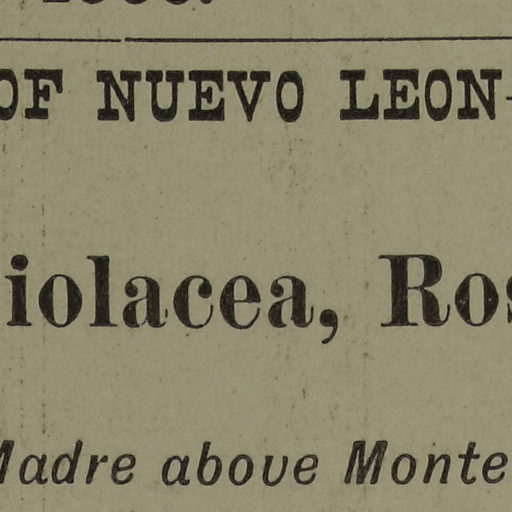 OF NUEVO LEON-
iolacea, Ros
Madre above Monte